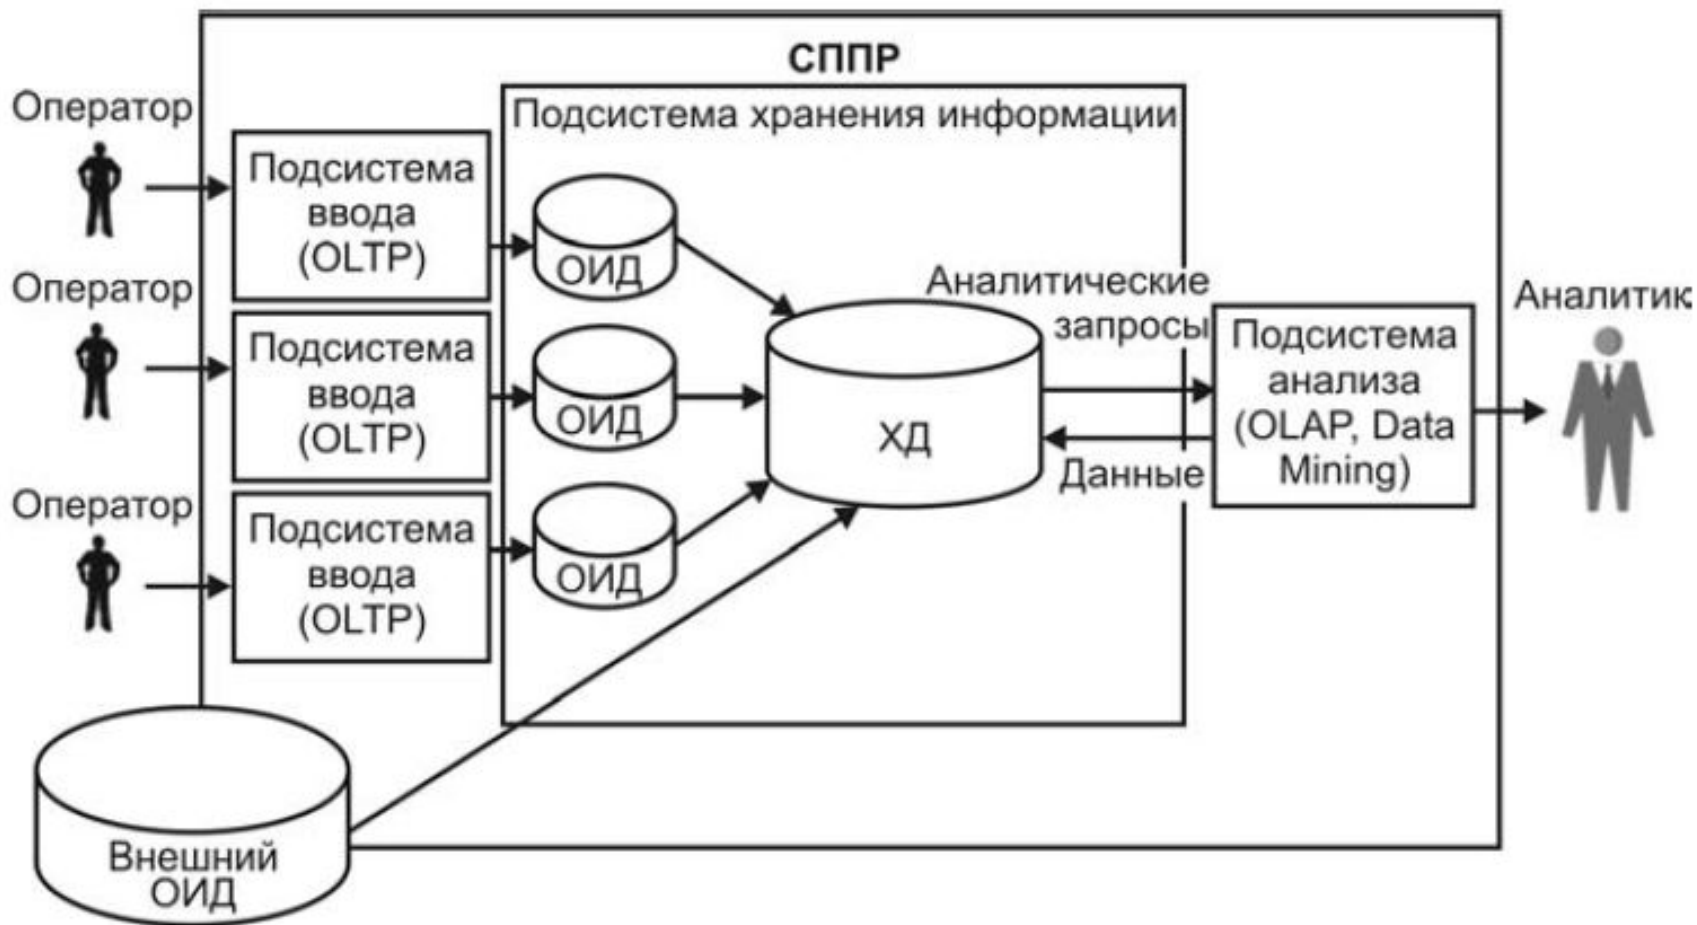 СППР
Оператор
Подсистема хранения информации
Подсистема
ввода
(OLTP)
ОИД
Оператор
Подсистема
ввода
(OLTP)
ОИД
Оператор
Подсистема
ввода
(OLTP)
ОИД
ХД
Аналитические
запросы
Данные
Подсистема
анализа
(OLAP, Data
Mining)
Аналитик
Внешний
ОИД